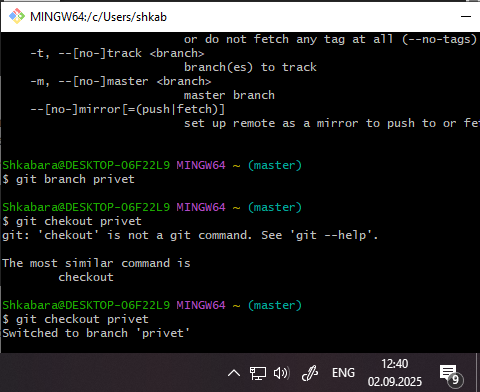 MINGW64:/c/Users/shkab
or do not fetch any tag at all (--no-tags)
-t, --[no-]track <branch>
branch(es) to track
-m, --[no-]master <branch>
master branch
--[no-]mirror[=(push|fetch)]
set up remote as a mirror to push to or fe
Shkabara@DESKTOP-06F22L9 MINGW64 ~ (master)
$ git branch privet
Shkabara@DESKTOP-06F22L9 MINGW64 ~ (master)
$ git chekout privet
git: 'chekout' is not a git command. See 'git --help'.
The most similar command is
checkout
Shkabara@DESKTOP-06F22L9 MINGW64 ~ (master)
$ git checkout privet
Switched to branch 'privet'
ENG
12:40
02.09.2025
9